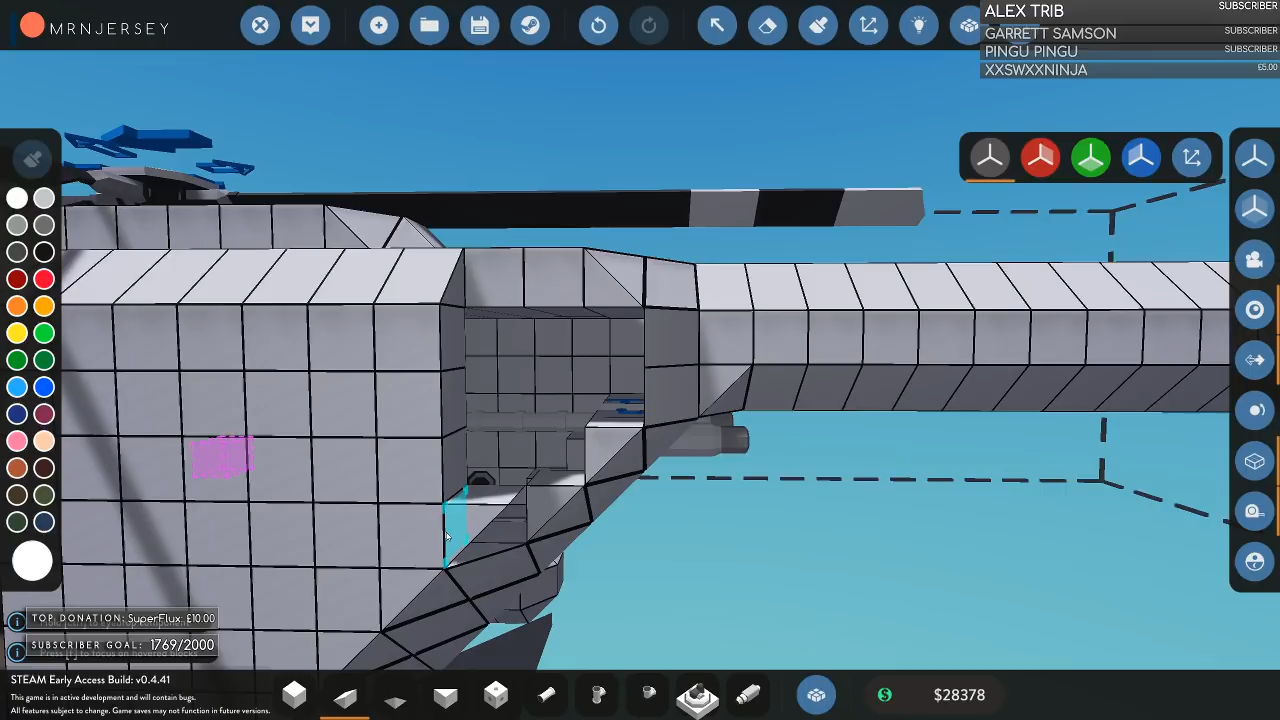 MRNJERSEY
ALEX TRIB SUBSCRIBER
GARRETT SAMSON SUBSCRIBER
PINGU PINGU SUBSCRIBER
XXSWXXNINJA £5.00
TOP DONATION: SuperFlux: £10.00
SUBSCRIBER GOAL: 1769/2000
STEAM Early Access Build: v0.4.41
This game is in active development and will contain bugs.
All features subject to change. Game saves may not function in future versions.
$ $28378